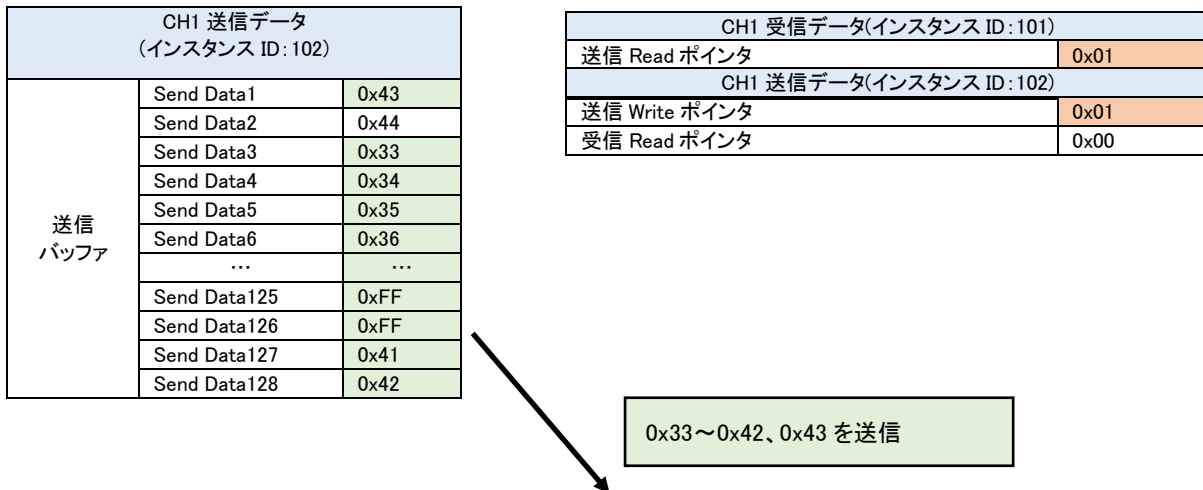 CH1 送信データ
(インスタンス ID：102)
送信
バッファ
Send Data1 0x43
Send Data2 0x44
Send Data3 0x33
Send Data4 0x34
Send Data5 0x35
Send Data6 0x36
… …
Send Data125 0xFF
Send Data126 0xFF
Send Data127 0x41
Send Data128 0x42
CH1 受信データ(インスタンス ID：101)
送信 Read ポインタ 0x01
CH1 送信データ(インスタンス ID：102)
送信 Write ポインタ 0x01
受信 Read ポインタ 0x00
0x33～0x42、0x43 を送信